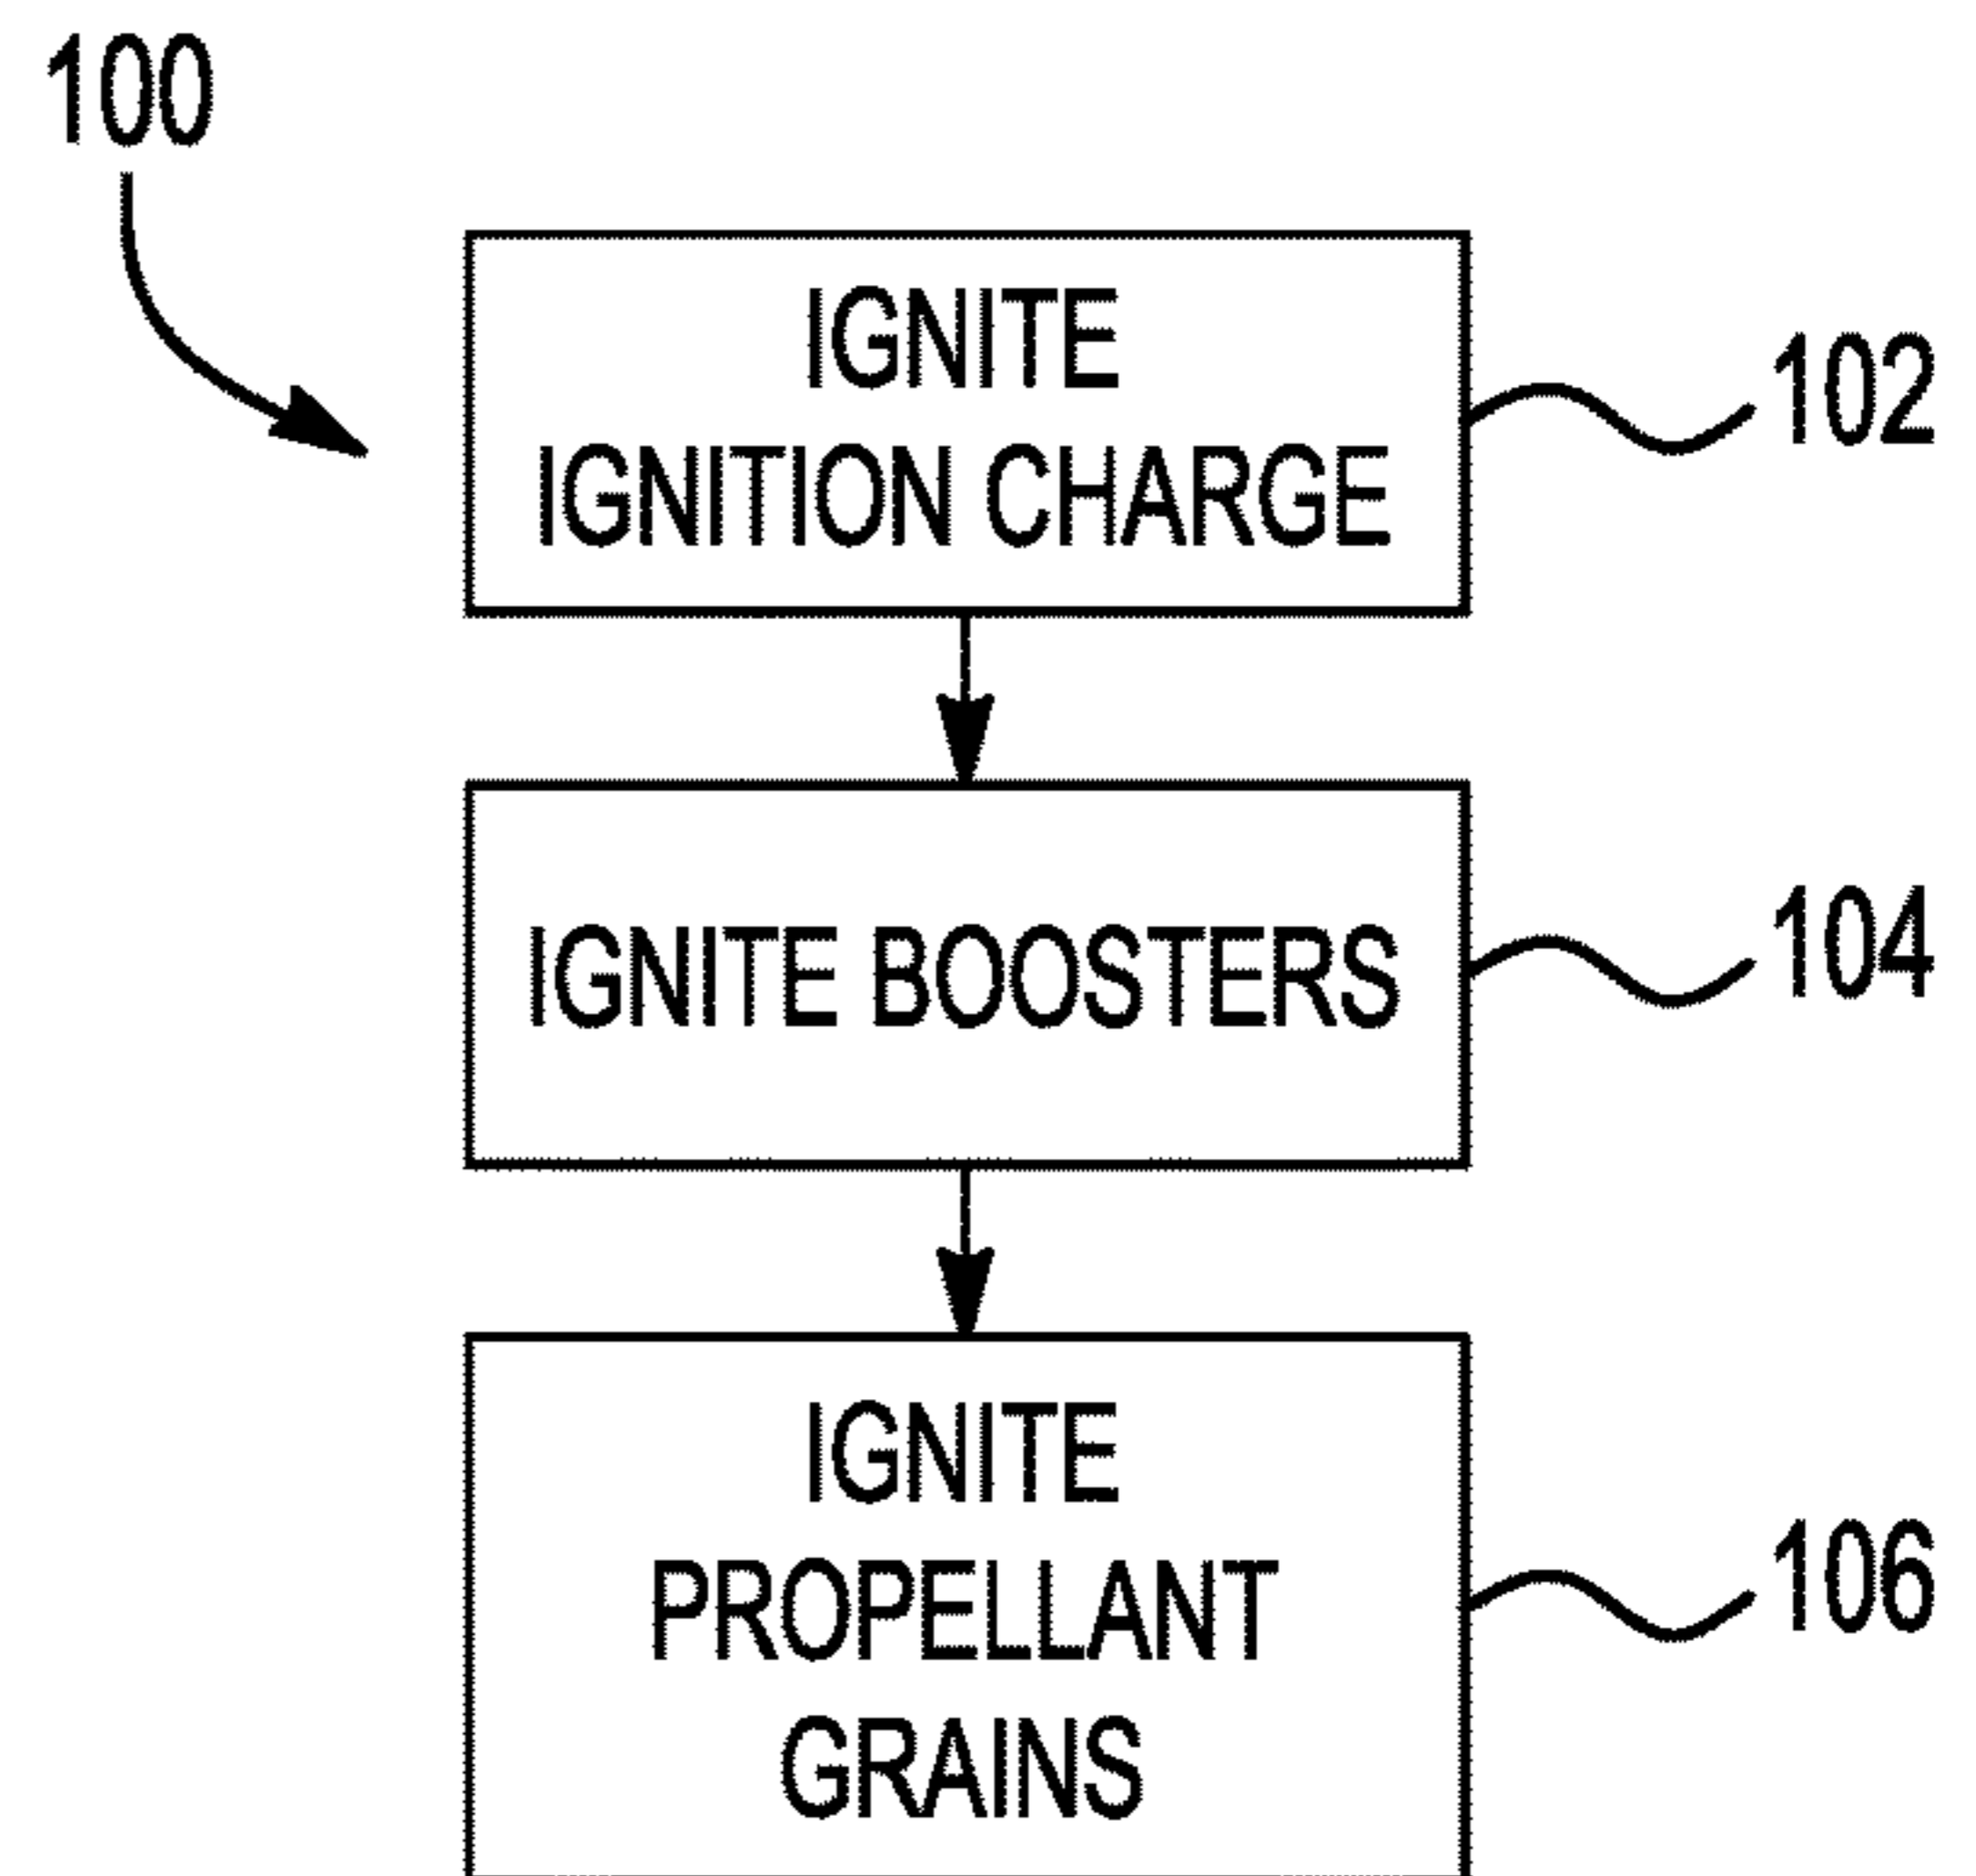 100
IGNITE
IGNITION CHARGE
102
IGNITE BOOSTERS
104
IGNITE
PROPELLANT
GRAINS
106